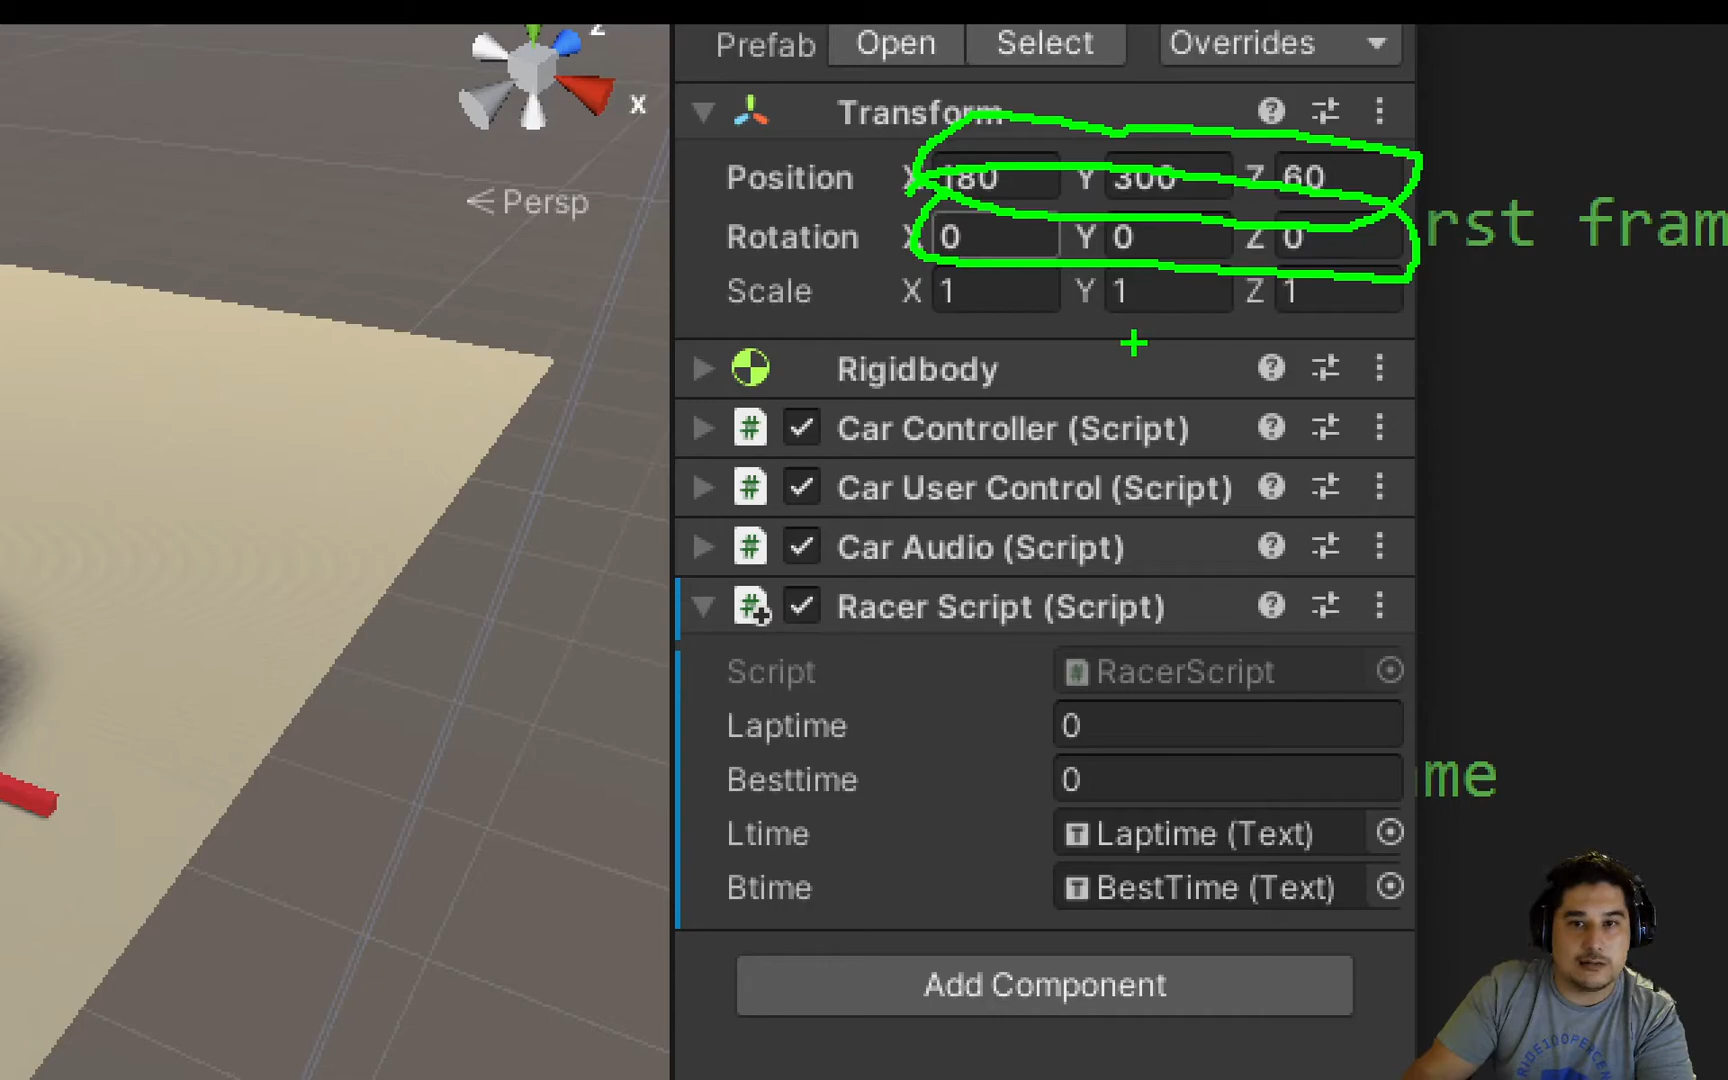 Prefab Open Select Overrides
Z
X
Persp
Transform
Position X 180 Y 300 Z 60
Rotation X 0 Y 0 Z 0
Scale X 1 Y 1 Z 1
rst fram
Rigidbody
# Car Controller (Script)
# Car User Control (Script)
# Car Audio (Script)
# Racer Script (Script)
Script # RacerScript
Laptime 0
Besttime 0
me
Ltime T Laptime (Text)
Btime T BestTime (Text)
Add Component